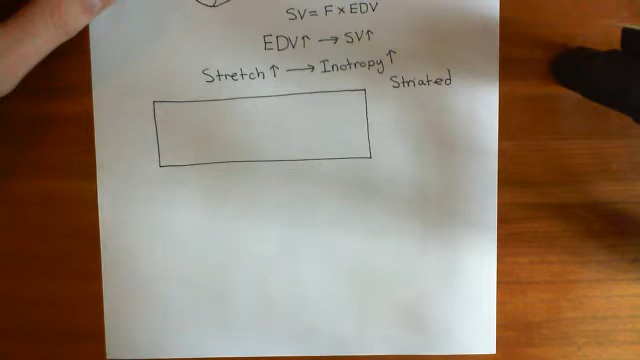 SV = F × EDV
EDV↑ → SV↑
Stretch ↑ → Inotropy ↑
Striated